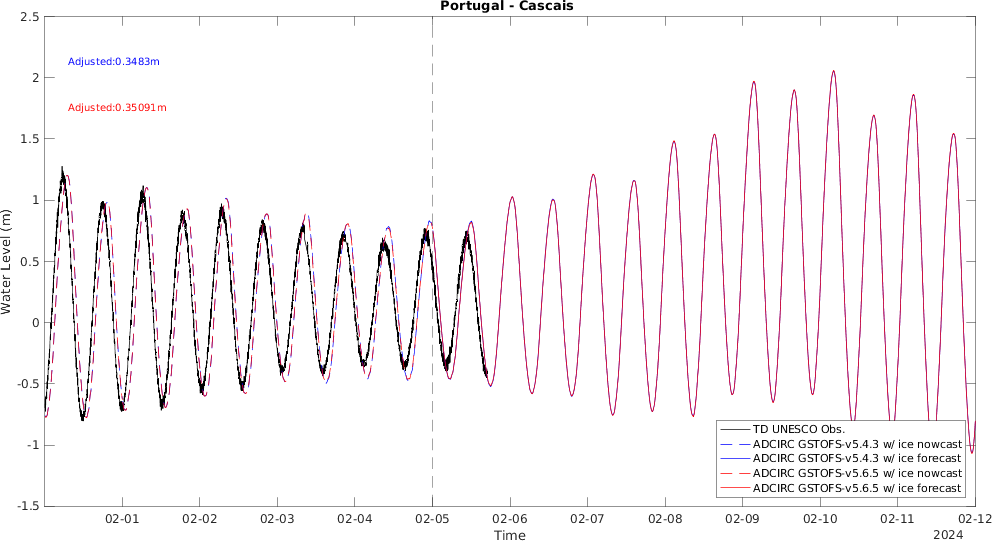 Portugal - Cascais
2.5
Adjusted:0.3483m
2
Adjusted:0.35091m
1.5
1
0.5
0
-0.5
-1
-1.5
Water Level (m)
TD UNESCO Obs.
ADCIRC GSTOFS-v5.4.3 w/ ice nowcast
ADCIRC GSTOFS-v5.4.3 w/ ice forecast
ADCIRC GSTOFS-v5.6.5 w/ ice nowcast
ADCIRC GSTOFS-v5.6.5 w/ ice forecast
02-01 02-02 02-03 02-04 02-05 02-06 02-07 02-08 02-09 02-10 02-11 02-12
Time
2024